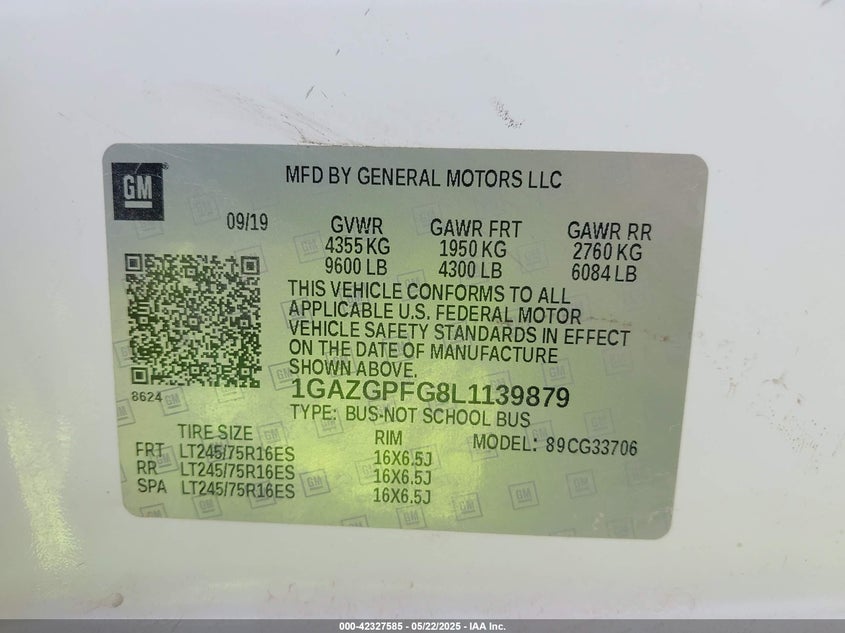 GM
MFD BY GENERAL MOTORS LLC
09/19 GVWR GAWR FRT GAWR RR
4355 KG 1950 KG 2760 KG
9600 LB 4300 LB 6084 LB
THIS VEHICLE CONFORMS TO ALL
APPLICABLE U.S. FEDERAL MOTOR
VEHICLE SAFETY STANDARDS IN EFFECT
ON THE DATE OF MANUFACTURE
SHOWN ABOVE.
8624
1GAZGPFG8L1139879
TYPE: BUS-NOT SCHOOL BUS
TIRE SIZE RIM MODEL: 89CG33706
FRT LT245/75R16ES 16X6.5J
RR LT245/75R16ES 16X6.5J
SPA LT245/75R16ES 16X6.5J
000-42327585 - 05/22/2025 - IAA Inc.